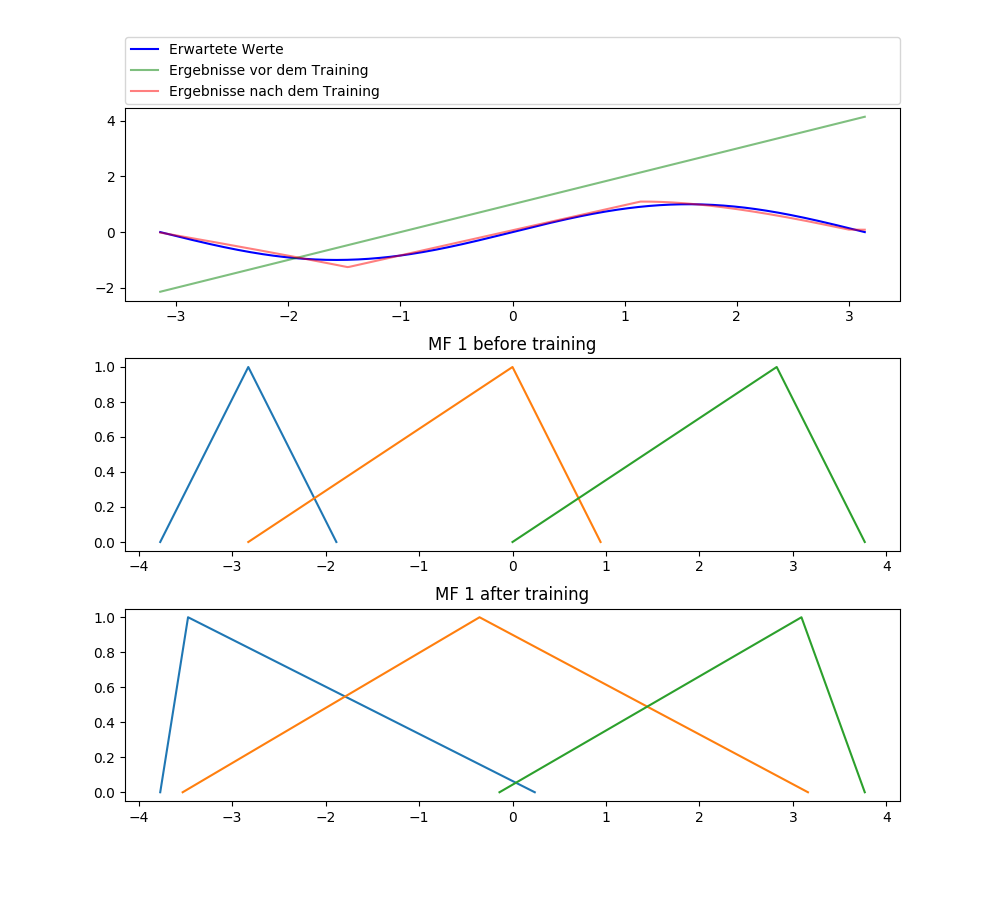 Erwartete Werte
Ergebnisse vor dem Training
Ergebnisse nach dem Training
4
2
0
−2
−3 −2 −1 0 1 2 3
MF 1 before training
1.0
0.8
0.6
0.4
0.2
0.0
−4 −3 −2 −1 0 1 2 3 4
MF 1 after training
1.0
0.8
0.6
0.4
0.2
0.0
−4 −3 −2 −1 0 1 2 3 4